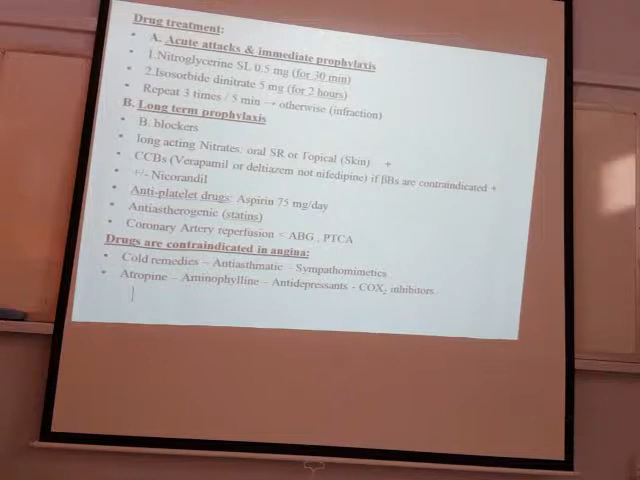 Drug treatment:
• A. Acute attacks & immediate prophylaxis
• 1.Nitroglycerine SL 0.5 mg (for 30 min)
• 2.Isosorbide dinitrate 5 mg (for 2 hours)
• Repeat 3 times / 5 min → otherwise (infraction)
B. Long term prophylaxis
• B. blockers
• long acting Nitrates. oral SR or Topical (Skin) +
• CCBs (Verapamil or deltiazem not nifedipine) if βBs are contraindicated +
• +/- Nicorandil
• Anti-platelet drugs: Aspirin 75 mg/day
• Antiastherogenic (statins)
• Coronary Artery reperfusion < ABG , PTCA
Drugs are contraindicated in angina:
• Cold remedies – Antiasthmatic – Sympathomimetics
• Atropine – Aminophylline – Antidepressants - COX2 inhibitors